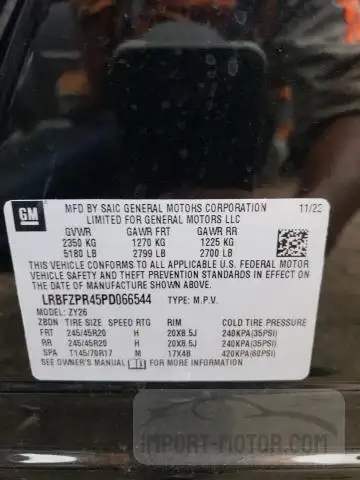 GM
MFD BY SAIC GENERAL MOTORS CORPORATION 11/22
LIMITED FOR GENERAL MOTORS LLC
GVWR GAWR FRT GAWR RR
2350 KG 1270 KG 1225 KG
5180 LB 2799 LB 2700 LB
THIS VEHICLE CONFORMS TO ALL APPLICABLE U.S. FEDERAL MOTOR
VEHICLE SAFETY AND THEFT PREVENTION STANDARDS IN EFFECT ON
THE DATE OF MANUFACTURE SHOWN ABOVE.
LRBFZPR45PD066544 TYPE: M.P.V.
MODEL: ZY26
ZBDN TIRE SIZE SPEED RTG RIM COLD TIRE PRESSURE
FRT 245/45R20 H 20X8.5J 240KPA(35PSI)
RR 245/45R20 H 20X8.5J 240KPA(35PSI)
SPA T145/70R17 M 17X4B 420KPA(60PSI)
SEE OWNER'S MANUAL FOR MORE INFORMATION
IMPORT-MOTOR.COM